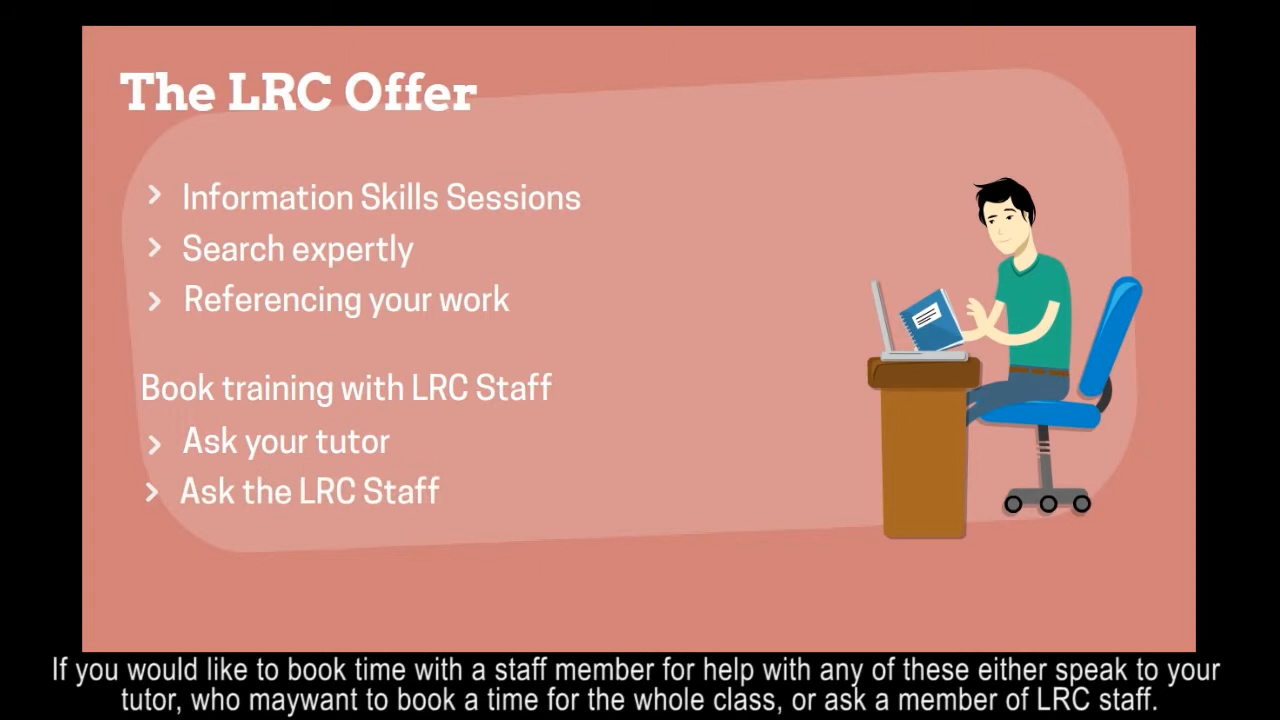 The LRC Offer
Information Skills Sessions
Search expertly
Referencing your work
Book training with LRC Staff
Ask your tutor
Ask the LRC Staff
If you would like to book time with a staff member for help with any of these either speak to your
tutor, who maywant to book a time for the whole class, or ask a member of LRC staff.